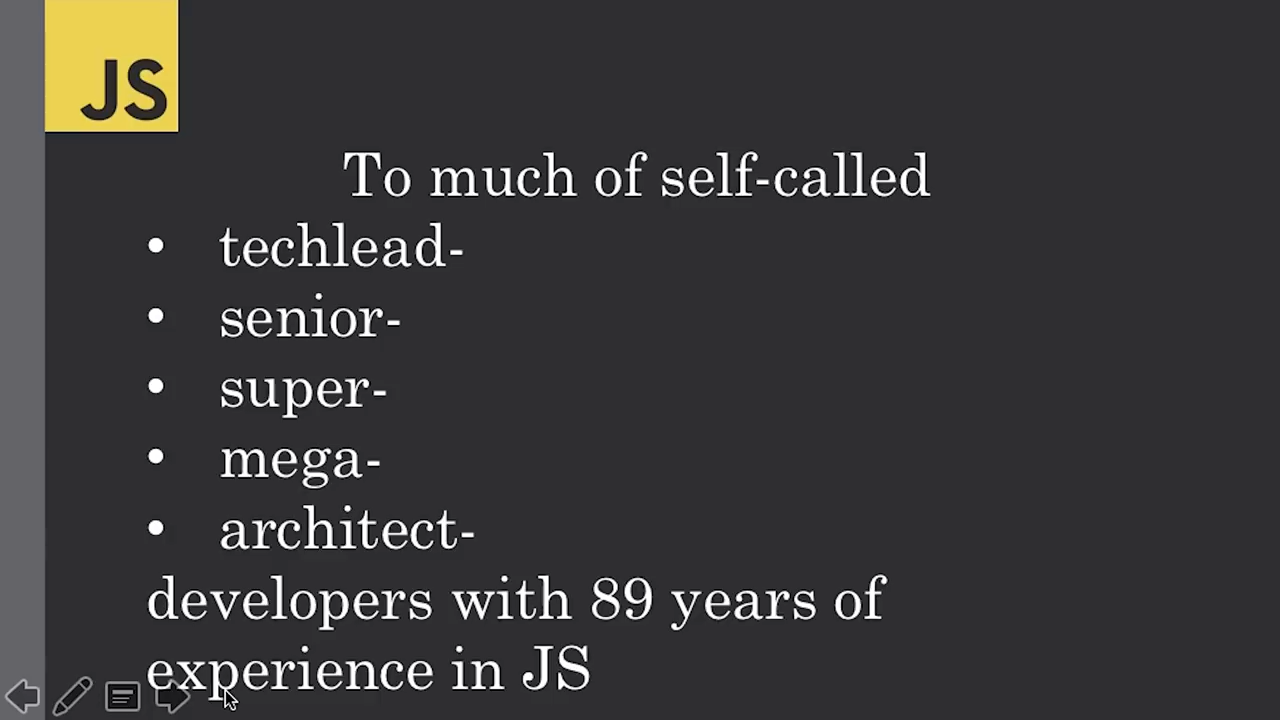 JS
To much of self-called
• techlead-
• senior-
• super-
• mega-
• architect-
developers with 89 years of
experience in JS